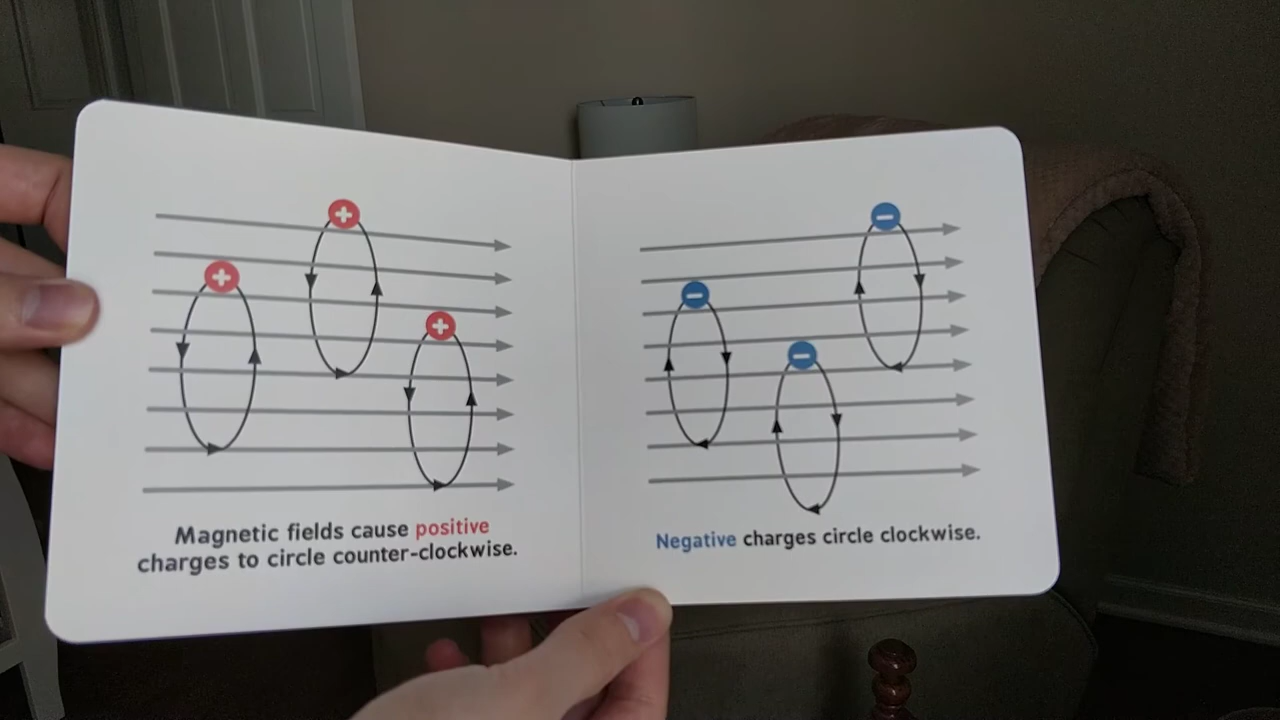 Magnetic fields cause positive
charges to circle counter-clockwise.
Negative charges circle clockwise.